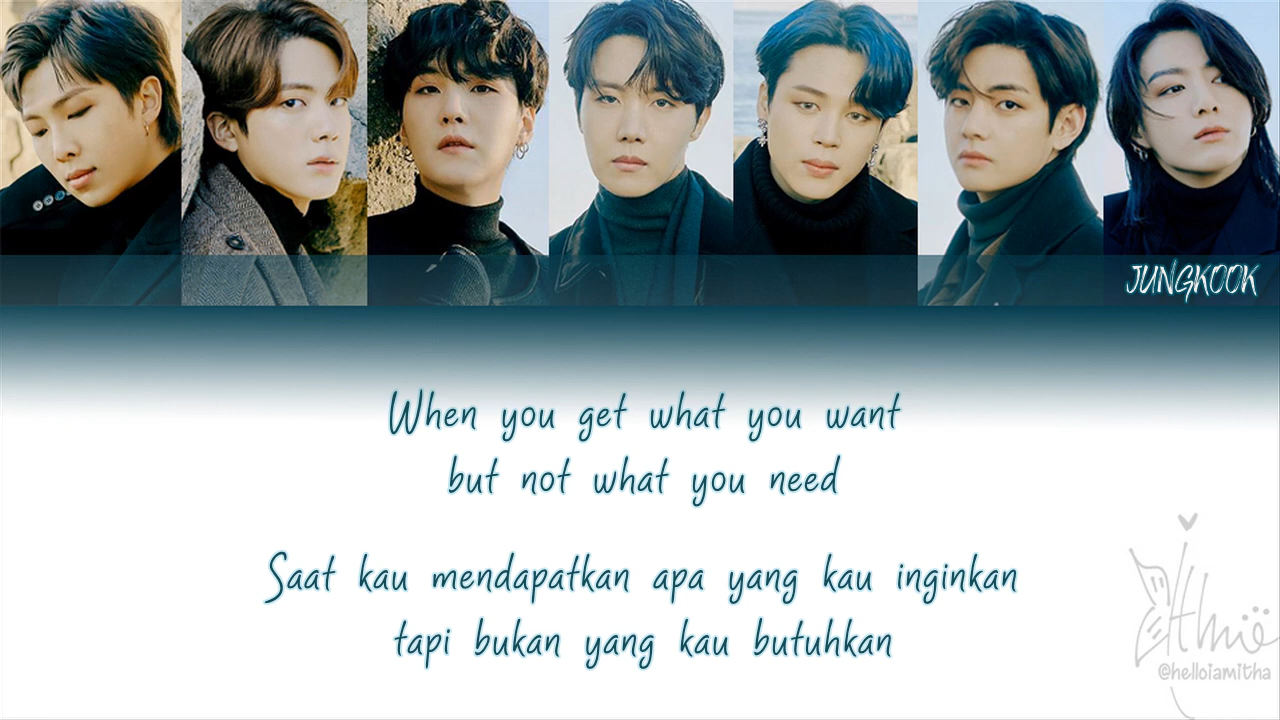 JUNGKOOK
When you get what you want
but not what you need
Saat kau mendapatkan apa yang kau inginkan
tapi bukan yang kau butuhkan
@helloiamitha